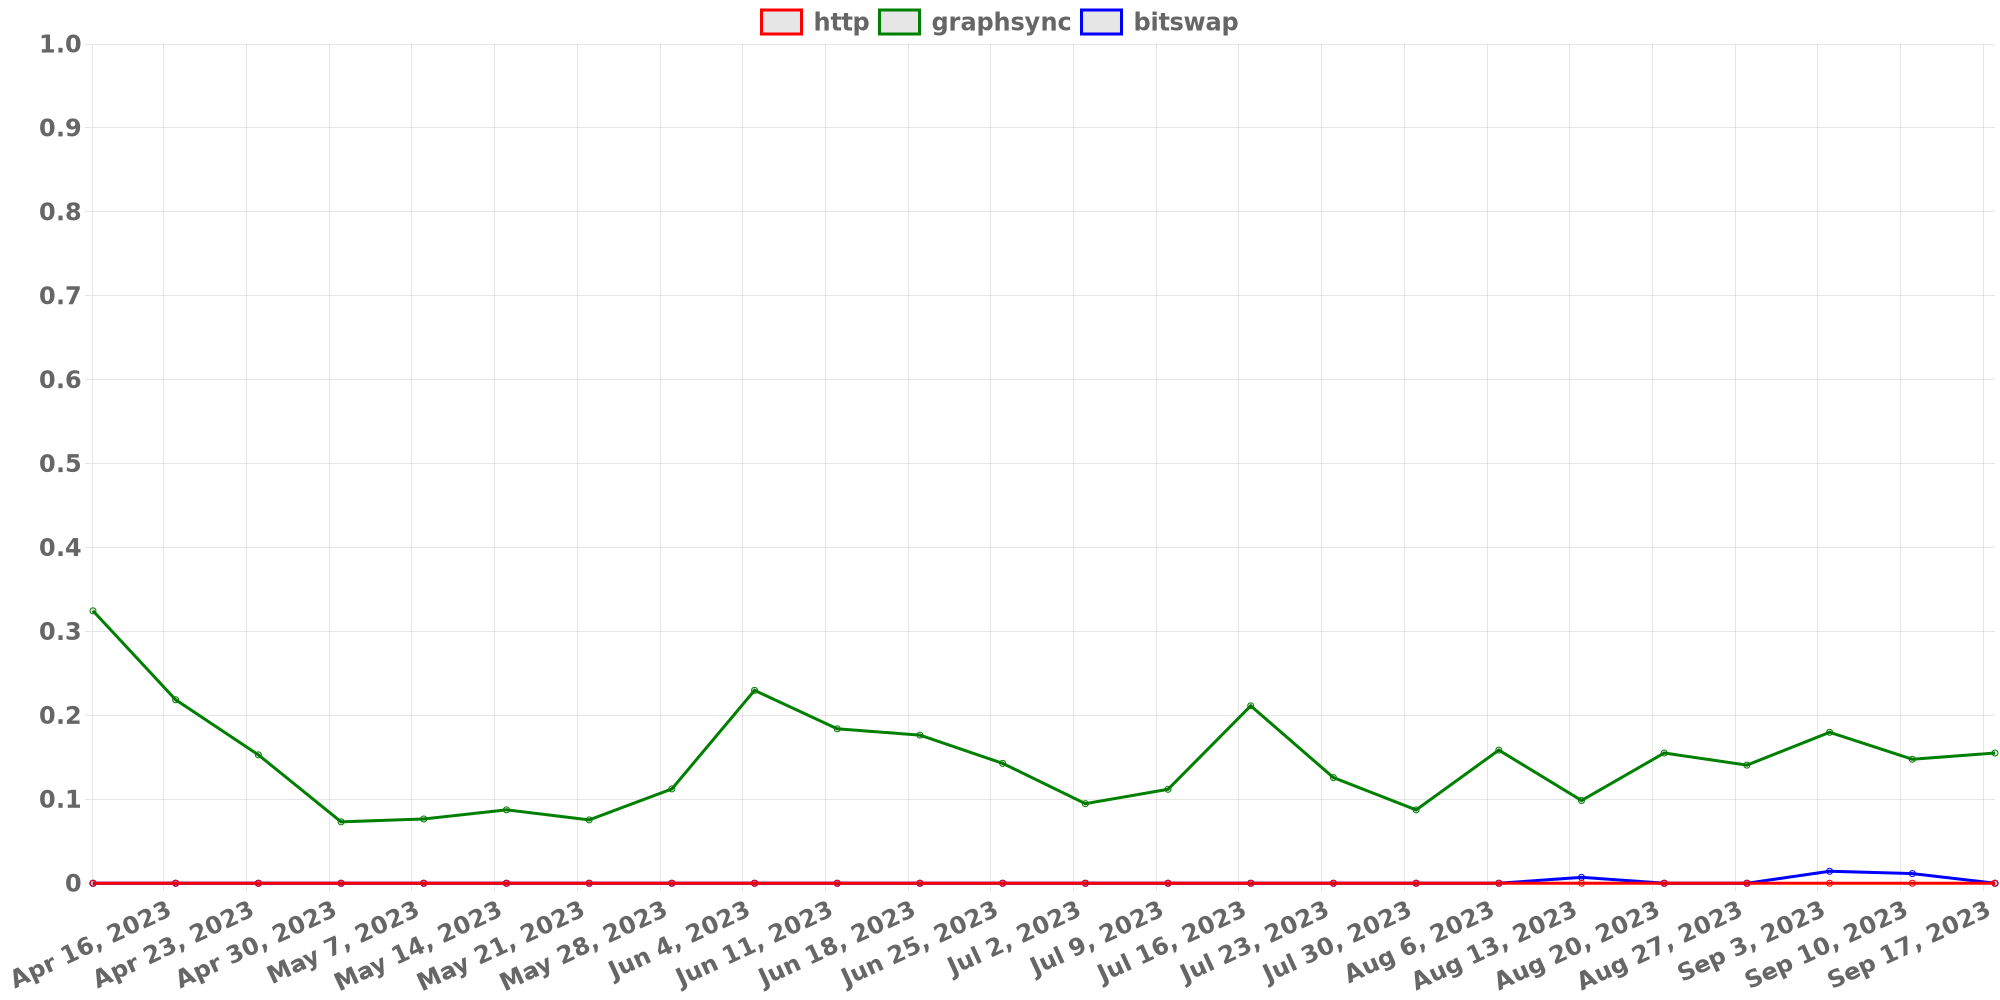 http graphsync bitswap
1.0
0.9
0.8
0.7
0.6
0.5
0.4
0.3
0.2
0.1
0
Apr 16, 2023
Apr 23, 2023
Apr 30, 2023
May 7, 2023
May 14, 2023
May 21, 2023
May 28, 2023
Jun 4, 2023
Jun 11, 2023
Jun 18, 2023
Jun 25, 2023
Jul 2, 2023
Jul 9, 2023
Jul 16, 2023
Jul 23, 2023
Jul 30, 2023
Aug 6, 2023
Aug 13, 2023
Aug 20, 2023
Aug 27, 2023
Sep 3, 2023
Sep 10, 2023
Sep 17, 2023